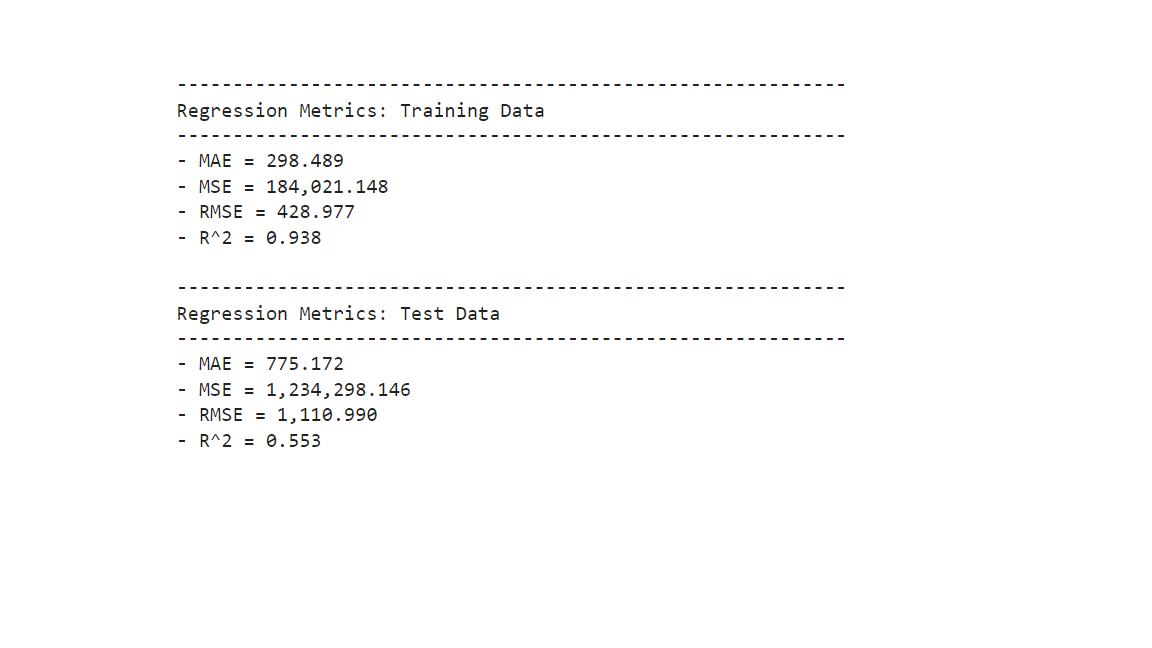 ------------------------------------------------------------
Regression Metrics: Training Data
------------------------------------------------------------
- MAE = 298.489
- MSE = 184,021.148
- RMSE = 428.977
- R^2 = 0.938
------------------------------------------------------------
Regression Metrics: Test Data
------------------------------------------------------------
- MAE = 775.172
- MSE = 1,234,298.146
- RMSE = 1,110.990
- R^2 = 0.553